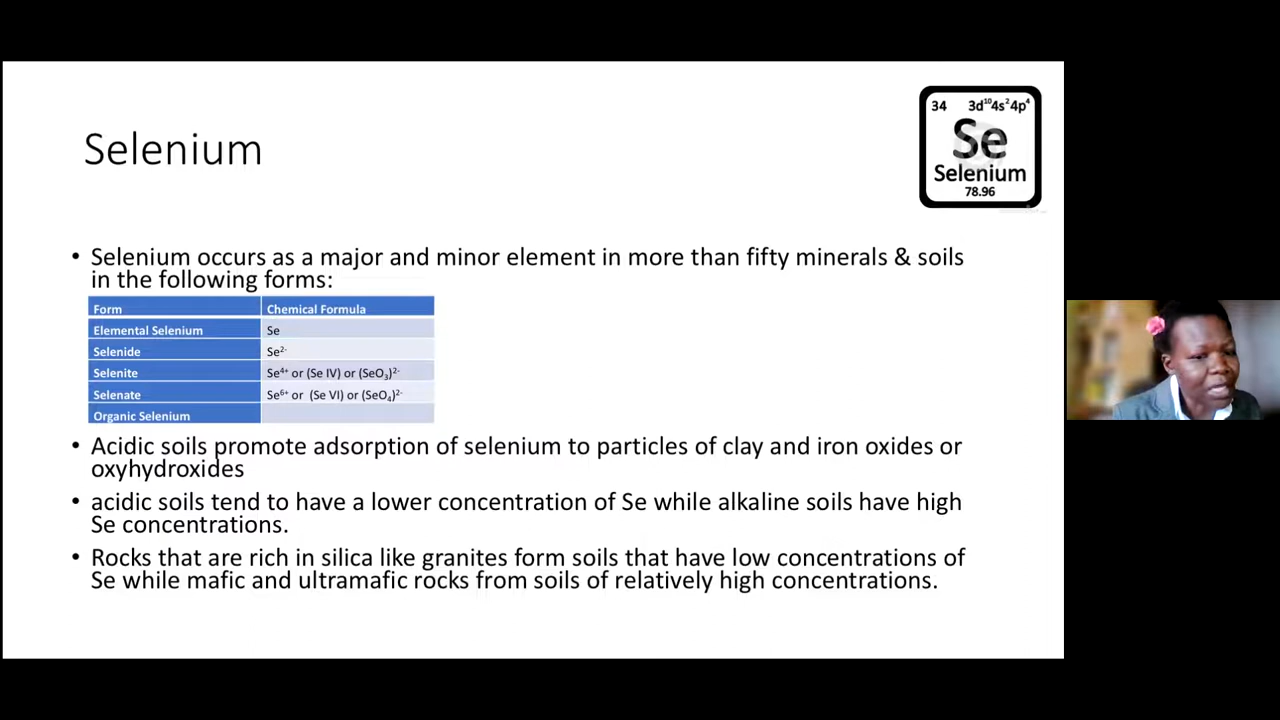 34 3d¹⁰4s²4p⁴
Se
Selenium
78.96
Selenium
• Selenium occurs as a major and minor element in more than fifty minerals & soils
in the following forms:
Form Chemical Formula
Elemental Selenium Se
Selenide Se²⁻
Selenite Se⁴⁺ or (Se IV) or (SeO₃)²⁻
Selenate Se⁶⁺ or (Se VI) or (SeO₄)²⁻
Organic Selenium
• Acidic soils promote adsorption of selenium to particles of clay and iron oxides or
oxyhydroxides
• acidic soils tend to have a lower concentration of Se while alkaline soils have high
Se concentrations.
• Rocks that are rich in silica like granites form soils that have low concentrations of
Se while mafic and ultramafic rocks from soils of relatively high concentrations.